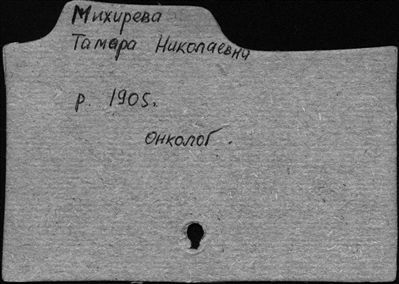 Михирева
Тамара Николаевна
р. 1905.
онколог.